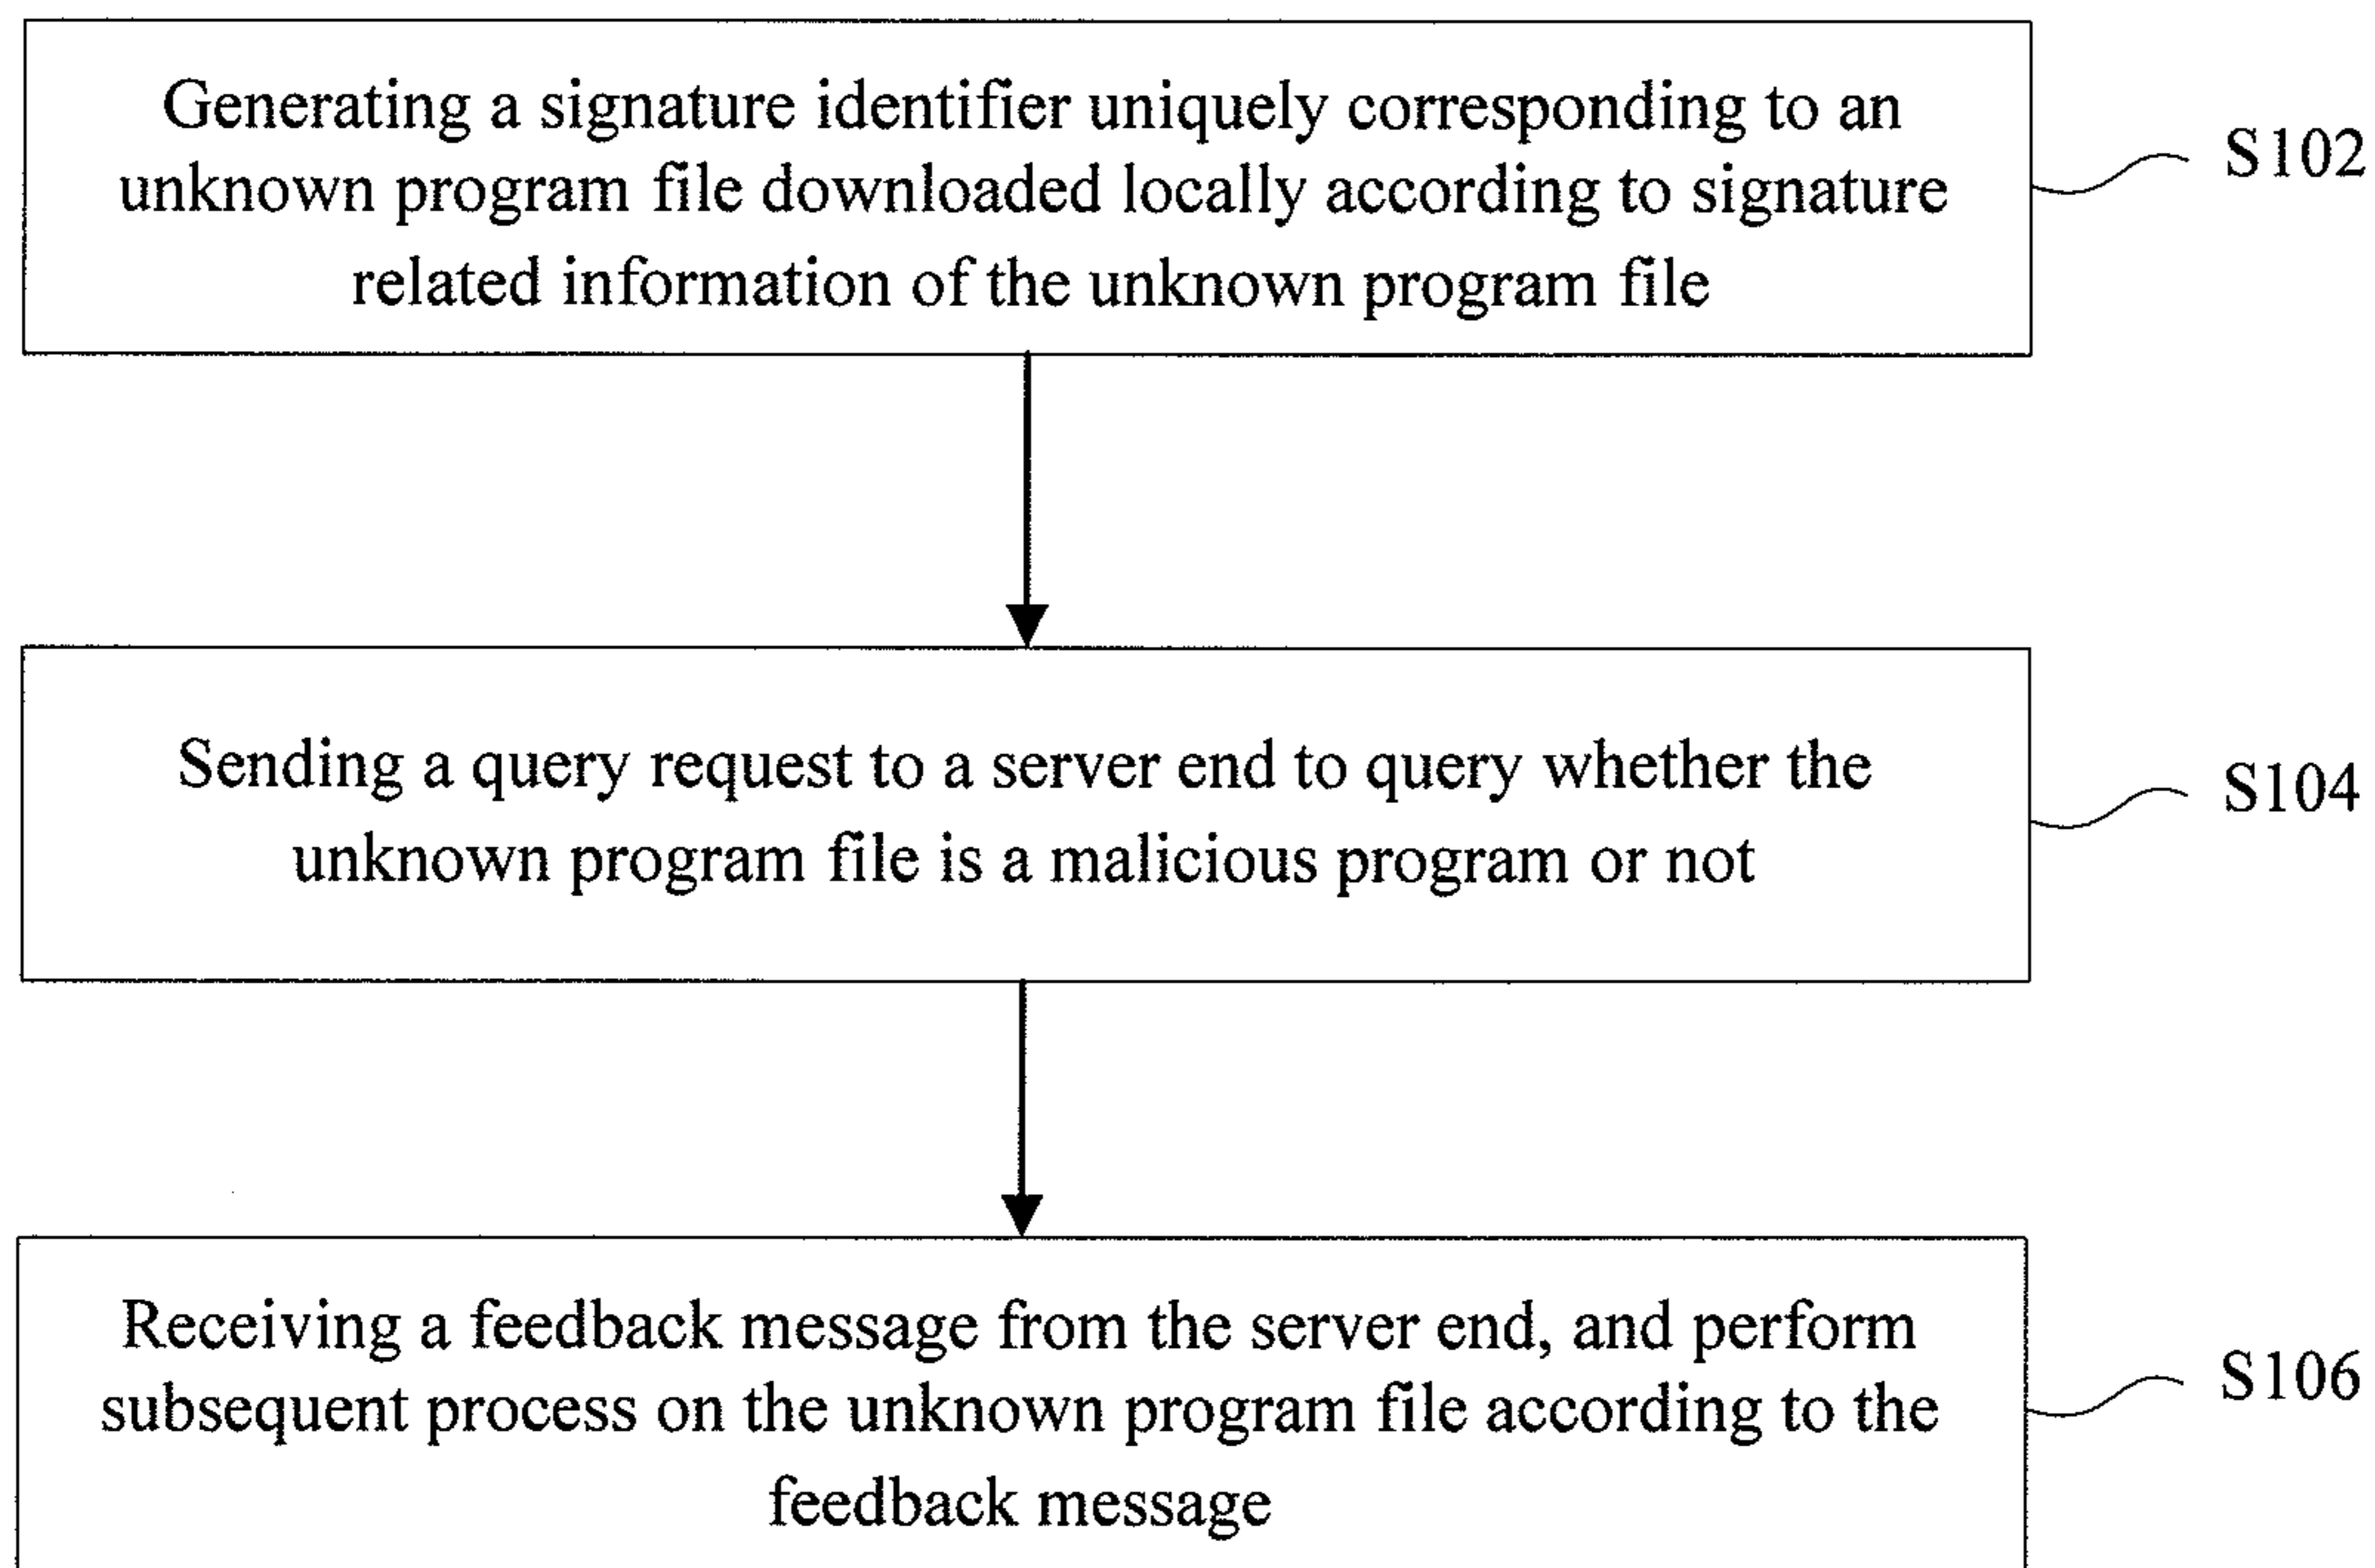 Generating a signature identifier uniquely corresponding to an
unknown program file downloaded locally according to signature
related information of the unknown program file
S102
Sending a query request to a server end to query whether the
unknown program file is a malicious program or not
S104
Receiving a feedback message from the server end, and perform
subsequent process on the unknown program file according to the
feedback message
S106